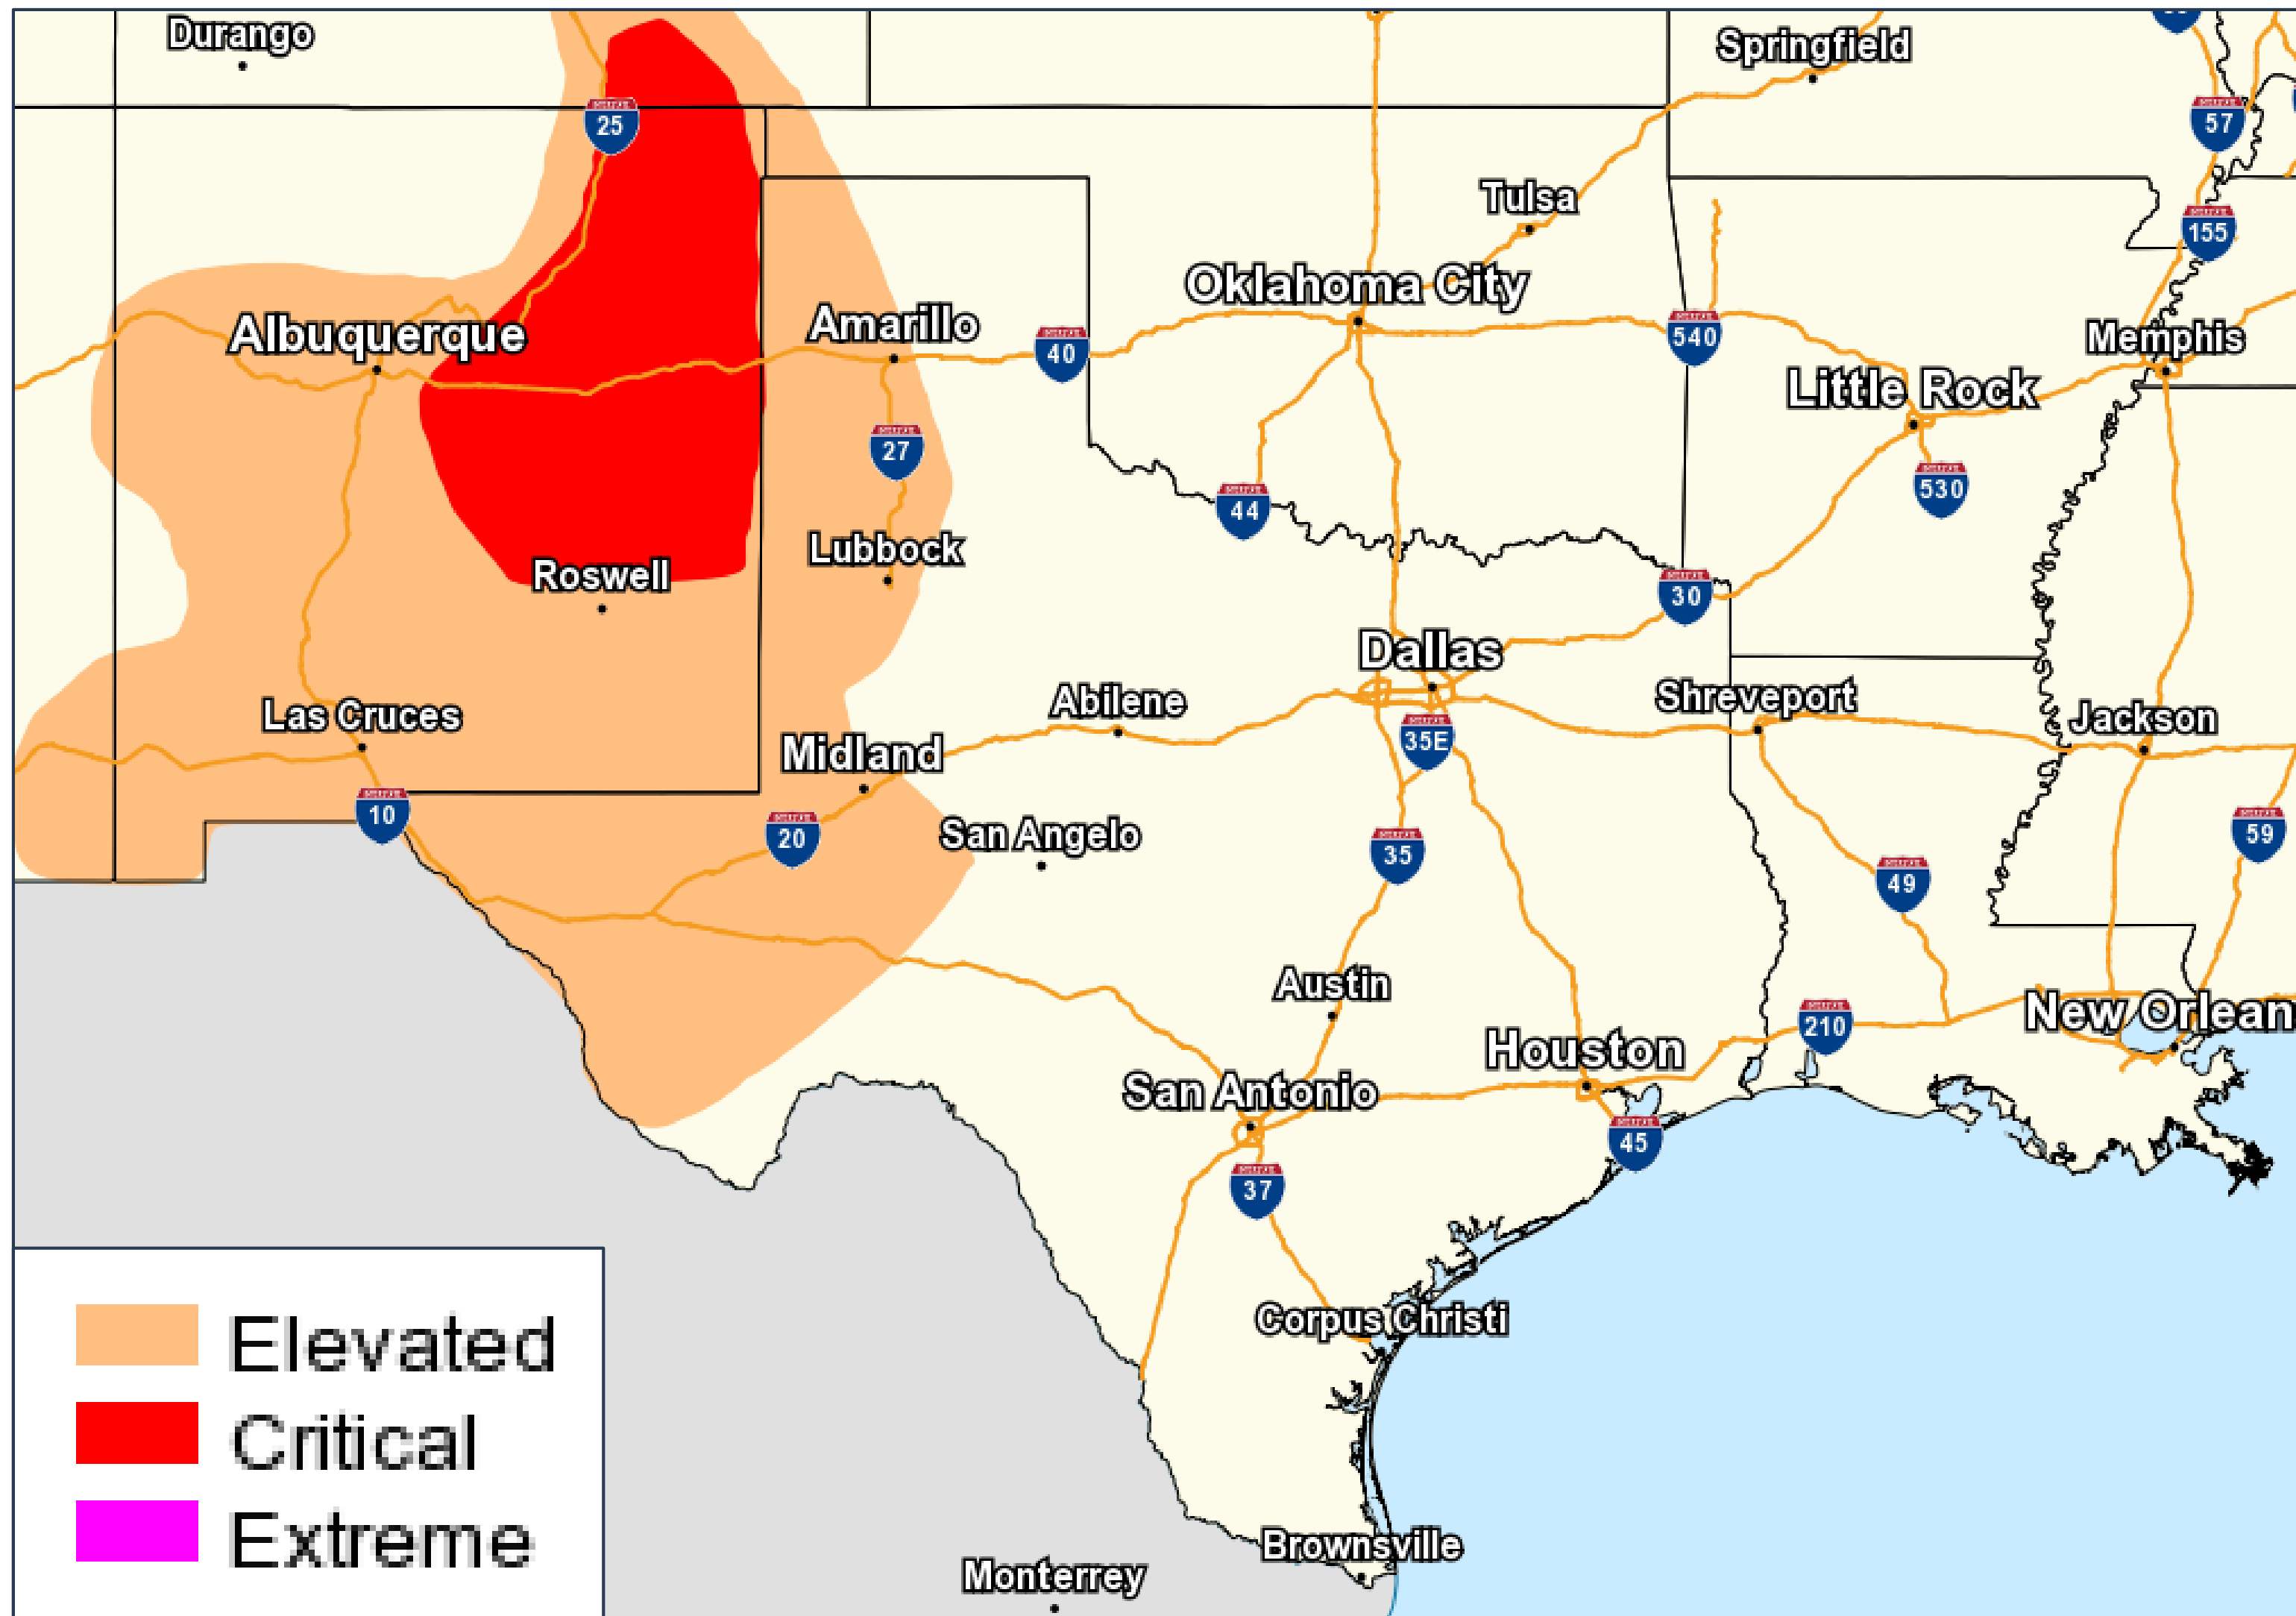 Durango
Springfield
25
57
Tulsa
155
Oklahoma City
Albuquerque
Amarillo
40
540
Memphis
Little Rock
27
530
44
Lubbock
Roswell
30
Dallas
Las Cruces
Abilene
Shreveport
Jackson
Midland
35E
10
20
San Angelo
35
59
49
Austin
New Orlean
210
Houston
San Antonio
45
37
Corpus Christi
Elevated
Critical
Extreme
Brownsville
Monterrey